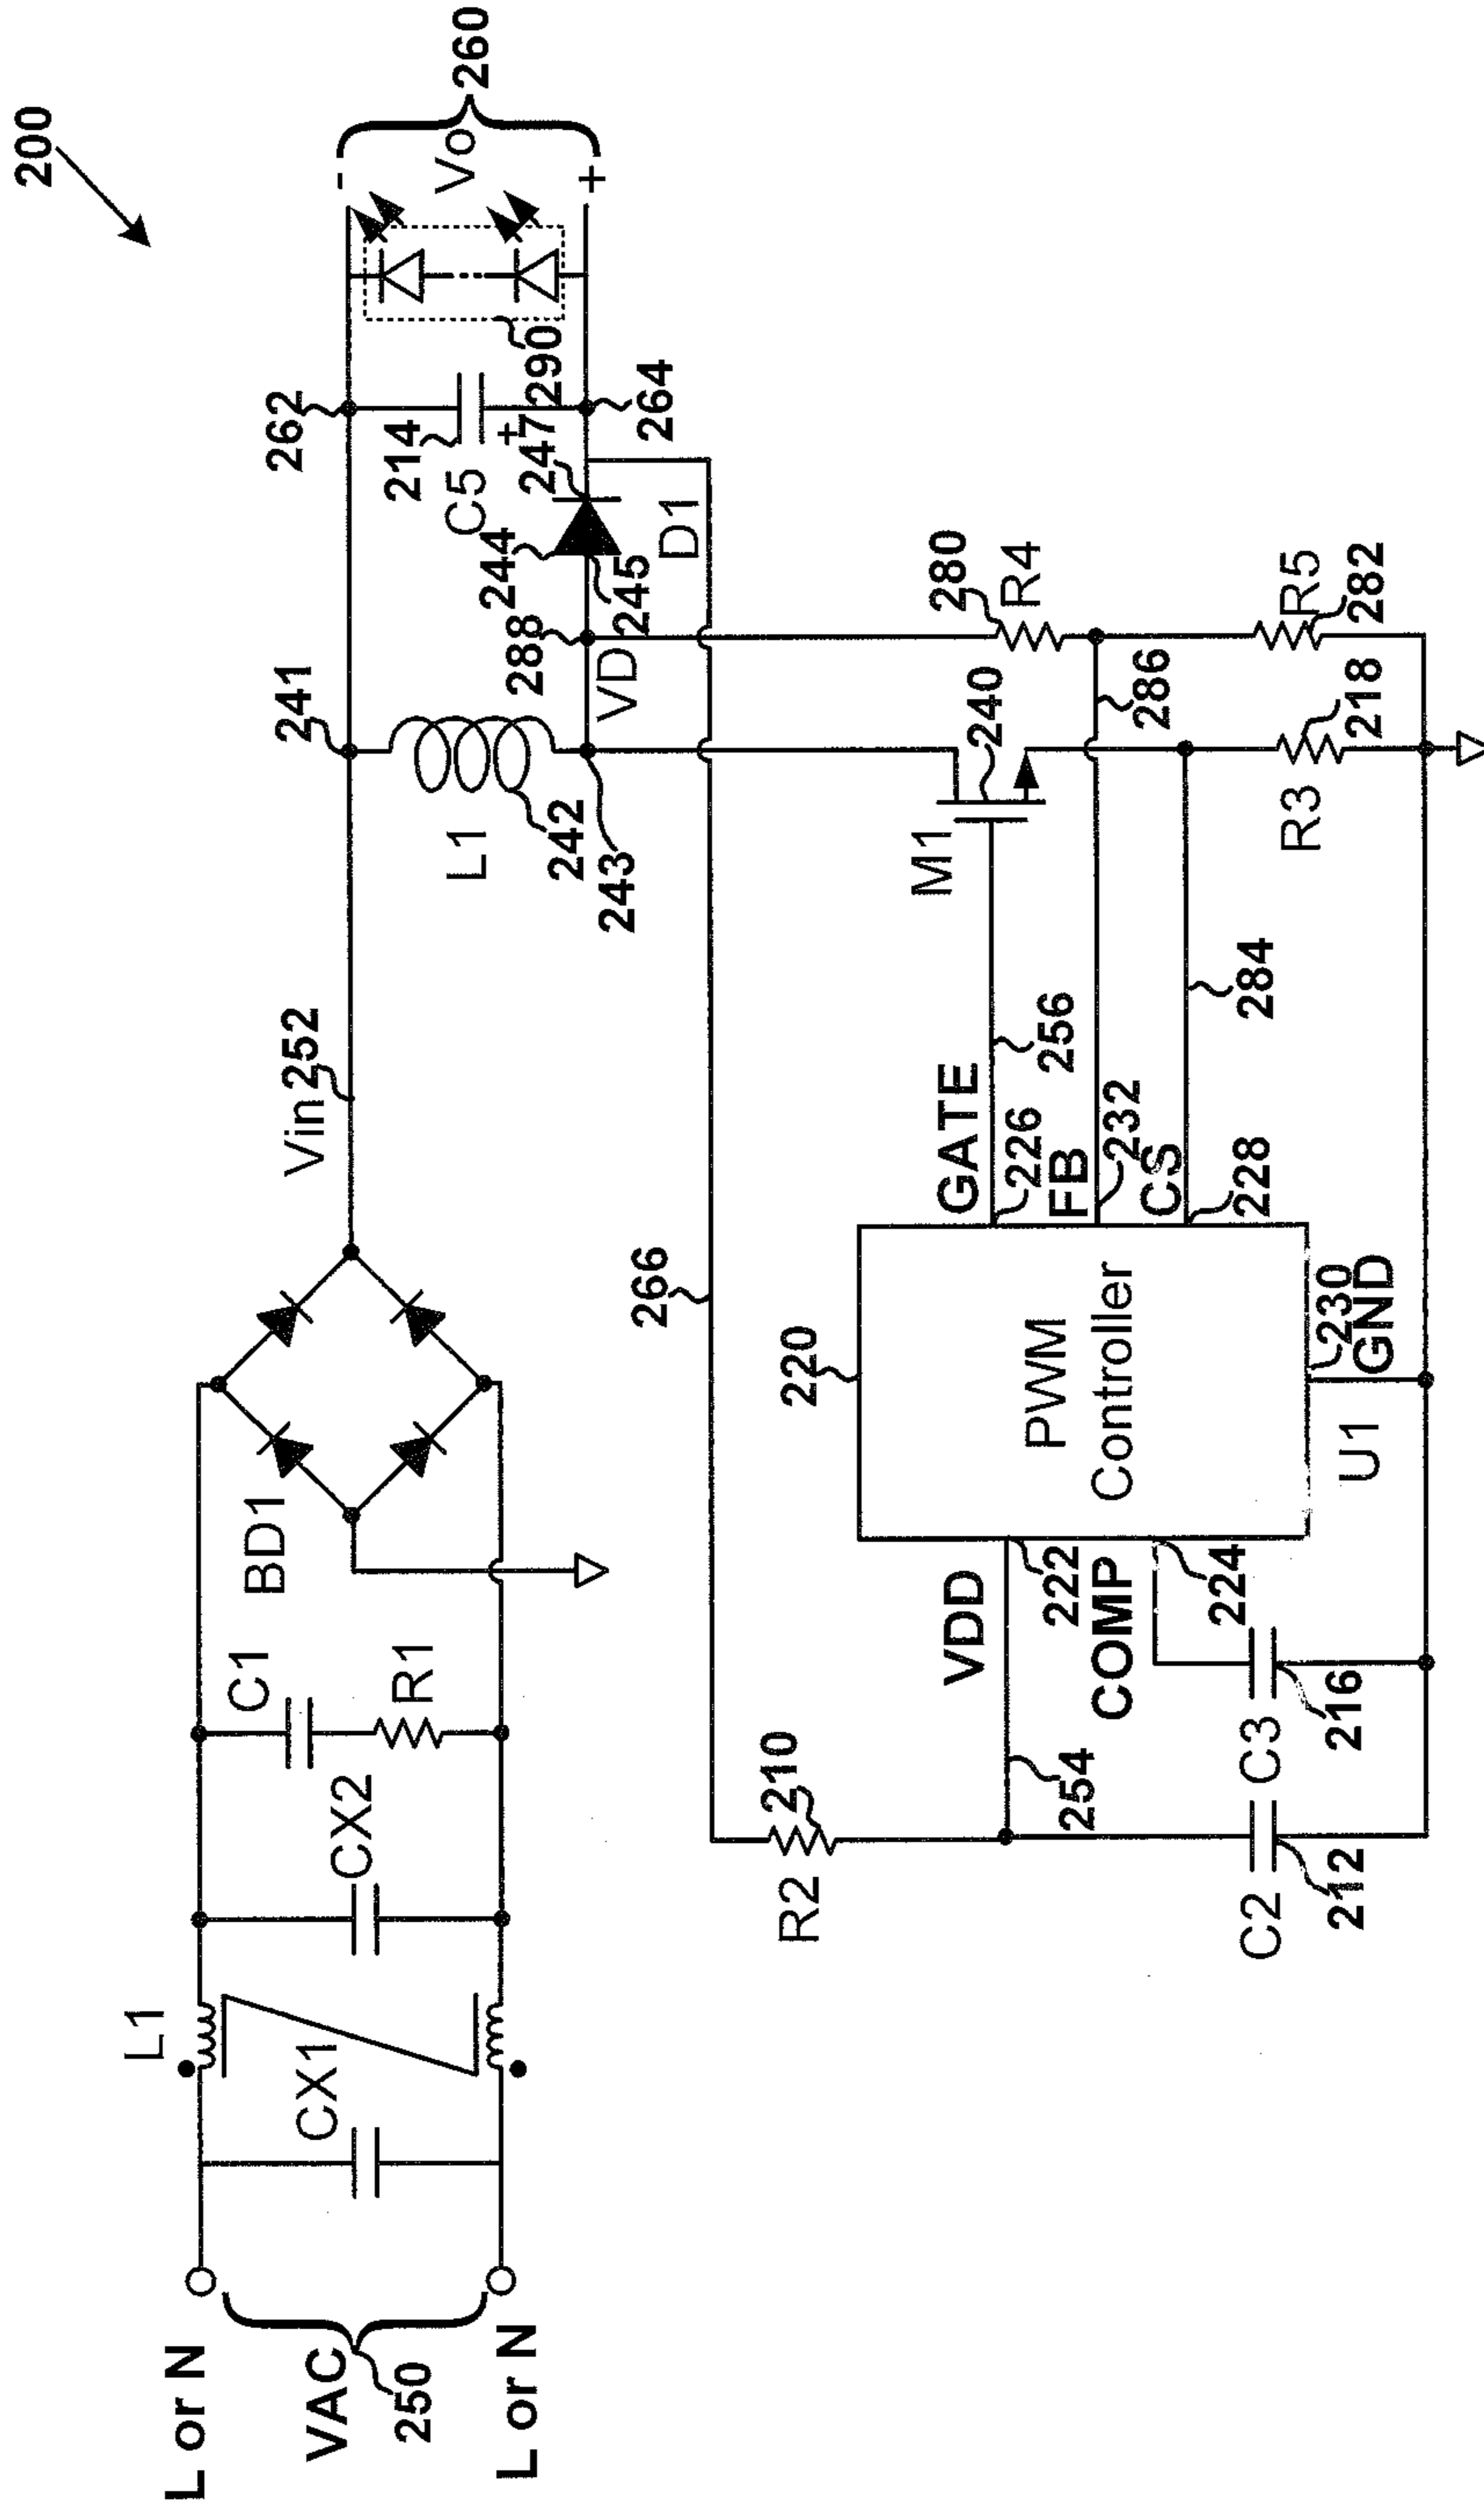 200
L or N
VAC
250
L or N
L1
CX1
CX2
C1
R1
BD1
Vin
252
241
L1
242
243
288
VD
244
245
247
D1
262
214
C5
+
290
264
-
Vo
+
260
266
R2
210
254
C2
212
VDD
222
COMP
224
C3
216
220
PWM
Controller
U1
230
GND
GATE
226
FB
232
CS
228
256
284
M1
240
286
280
R4
R5
282
R3
218